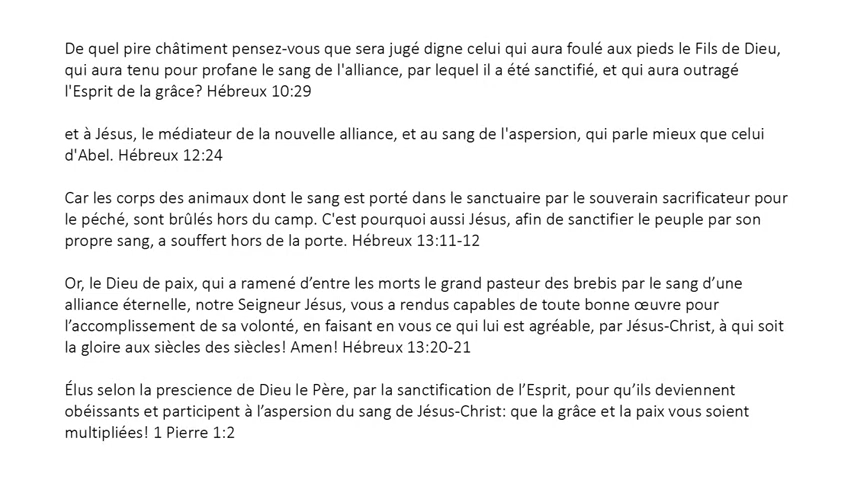 De quel pire châtiment pensez-vous que sera jugé digne celui qui aura foulé aux pieds le Fils de Dieu,
qui aura tenu pour profane le sang de l'alliance, par lequel il a été sanctifié, et qui aura outragé
l'Esprit de la grâce? Hébreux 10:29
et à Jésus, le médiateur de la nouvelle alliance, et au sang de l'aspersion, qui parle mieux que celui
d'Abel. Hébreux 12:24
Car les corps des animaux dont le sang est porté dans le sanctuaire par le souverain sacrificateur pour
le péché, sont brûlés hors du camp. C'est pourquoi aussi Jésus, afin de sanctifier le peuple par son
propre sang, a souffert hors de la porte. Hébreux 13:11-12
Or, le Dieu de paix, qui a ramené d’entre les morts le grand pasteur des brebis par le sang d’une
alliance éternelle, notre Seigneur Jésus, vous a rendus capables de toute bonne œuvre pour
l’accomplissement de sa volonté, en faisant en vous ce qui lui est agréable, par Jésus-Christ, à qui soit
la gloire aux siècles des siècles! Amen! Hébreux 13:20-21
Élus selon la prescience de Dieu le Père, par la sanctification de l’Esprit, pour qu’ils deviennent
obéissants et participent à l’aspersion du sang de Jésus-Christ: que la grâce et la paix vous soient
multipliées! 1 Pierre 1:2